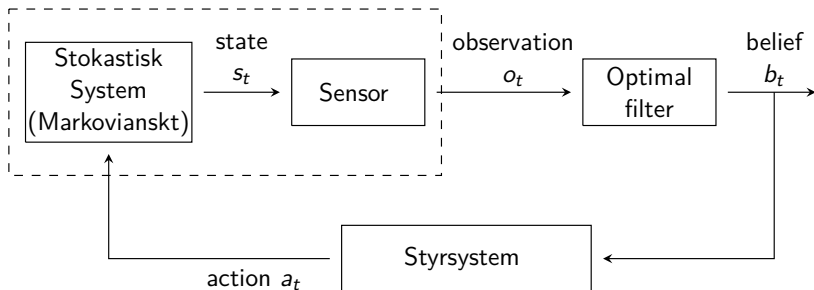 Stokastisk
System
(Markovianskt)
state
s_t
Sensor
observation
o_t
Optimal
filter
belief
b_t
Styrsystem
action a_t